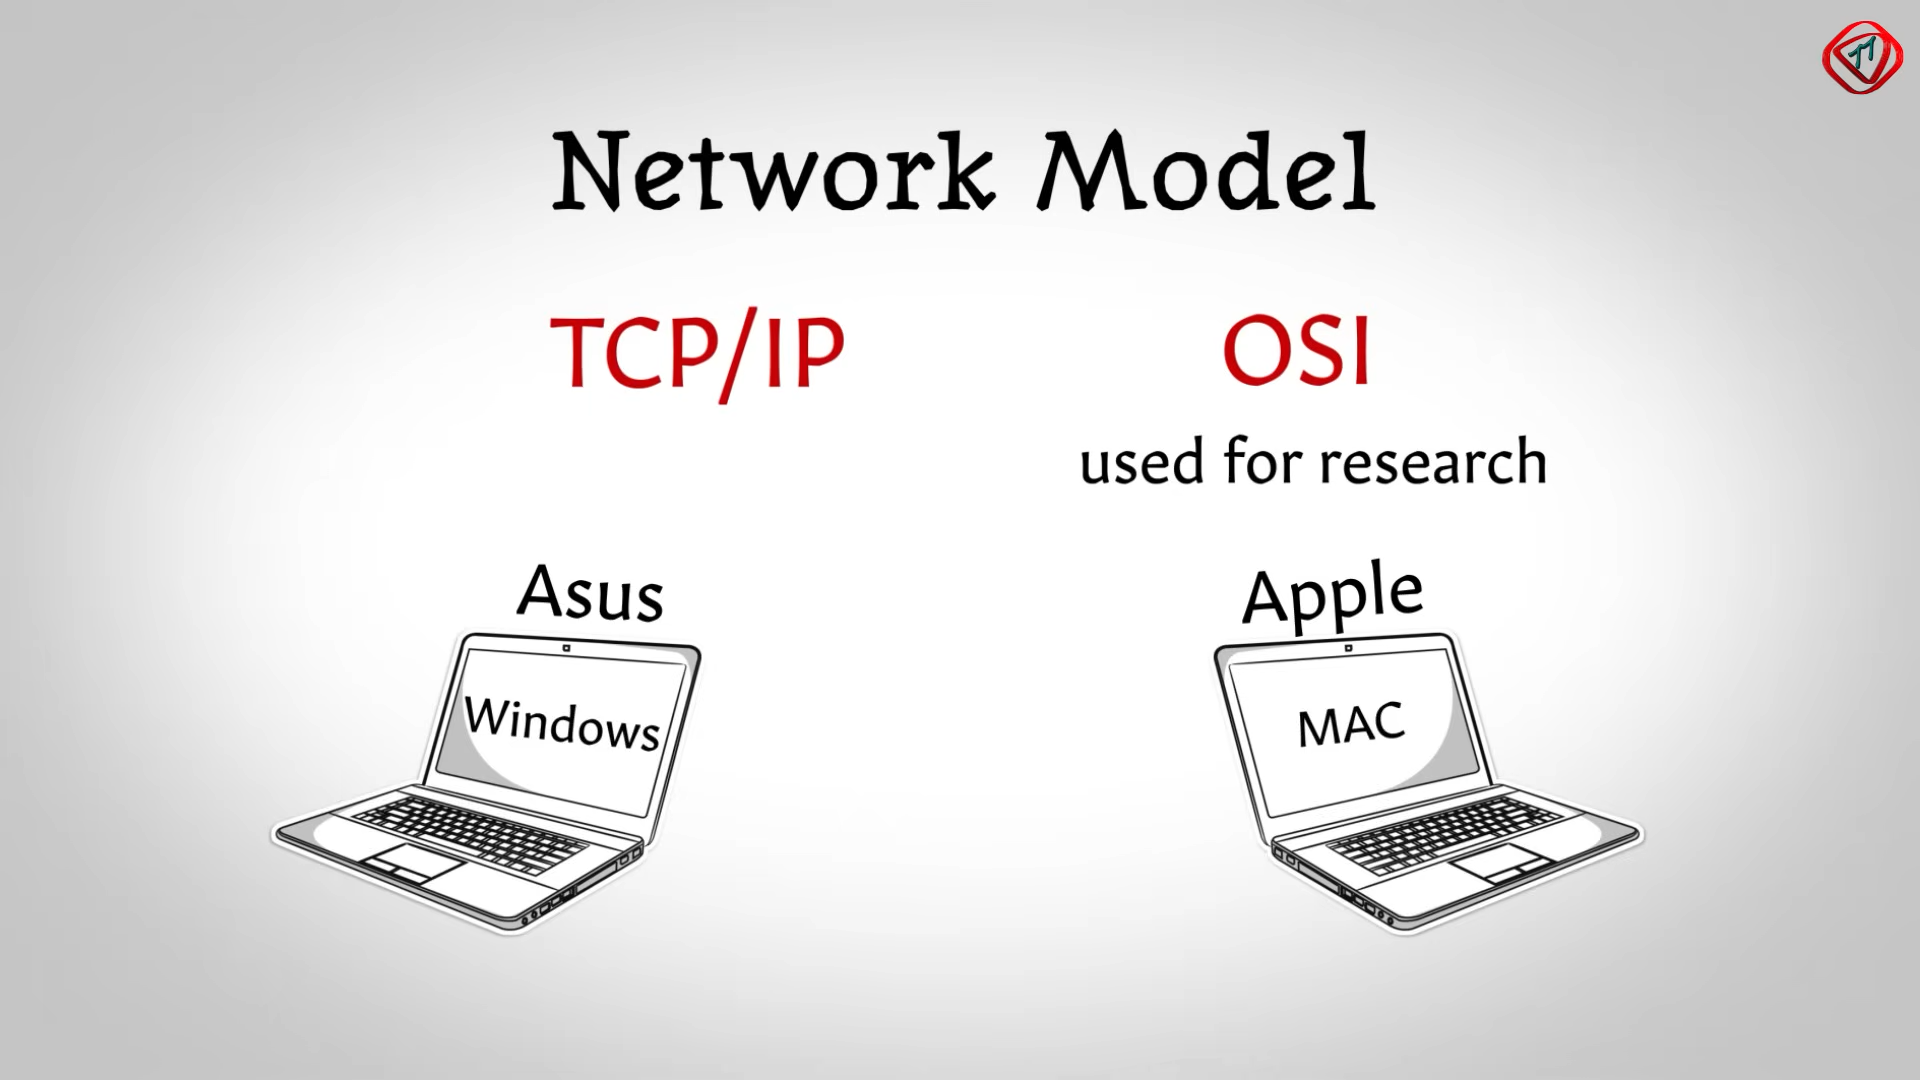 Network Model
TCP/IP
OSI
used for research
Asus
Apple
Windows
MAC